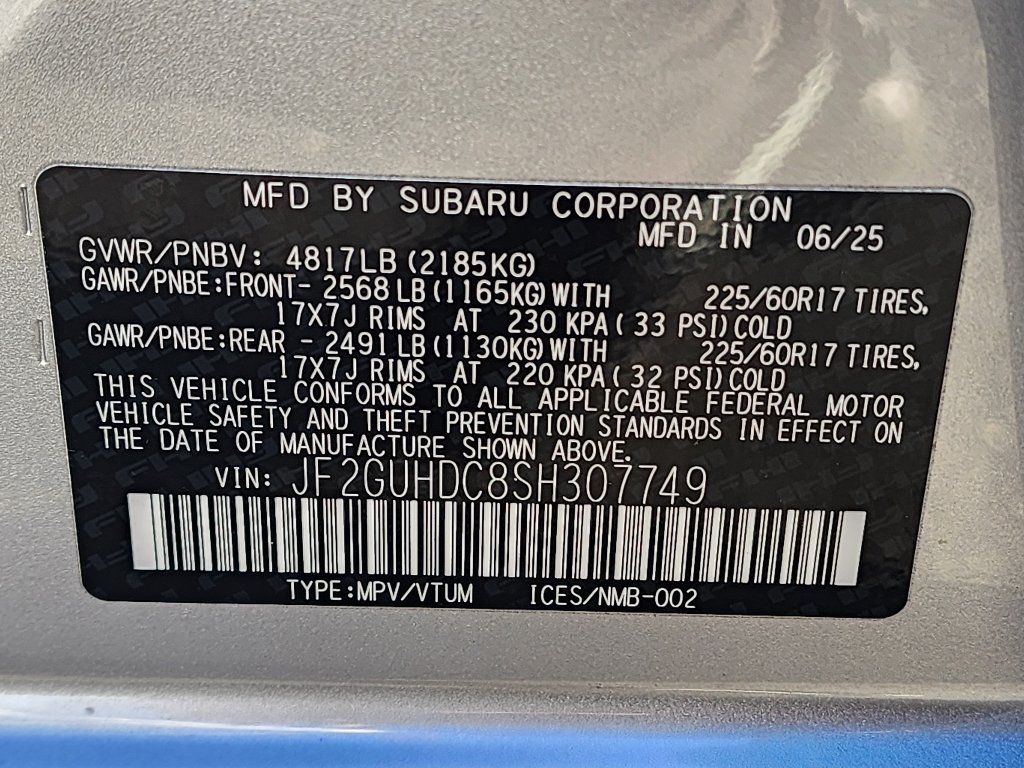 MFD BY SUBARU CORPORATION
MFD IN 06/25
GVWR/PNBV: 4817LB (2185KG)
GAWR/PNBE:FRONT- 2568 LB (1165KG) WITH 225/60R17 TIRES,
17X7J RIMS AT 230 KPA ( 33 PSI) COLD
GAWR/PNBE:REAR - 2491 LB (1130KG) WITH 225/60R17 TIRES,
17X7J RIMS AT 220 KPA ( 32 PSI) COLD
THIS VEHICLE CONFORMS TO ALL APPLICABLE FEDERAL MOTOR
VEHICLE SAFETY AND THEFT PREVENTION STANDARDS IN EFFECT ON
THE DATE OF MANUFACTURE SHOWN ABOVE.
VIN: JF2GUHDC8SH307749
TYPE:MPV/VTUM ICES/NMB-002